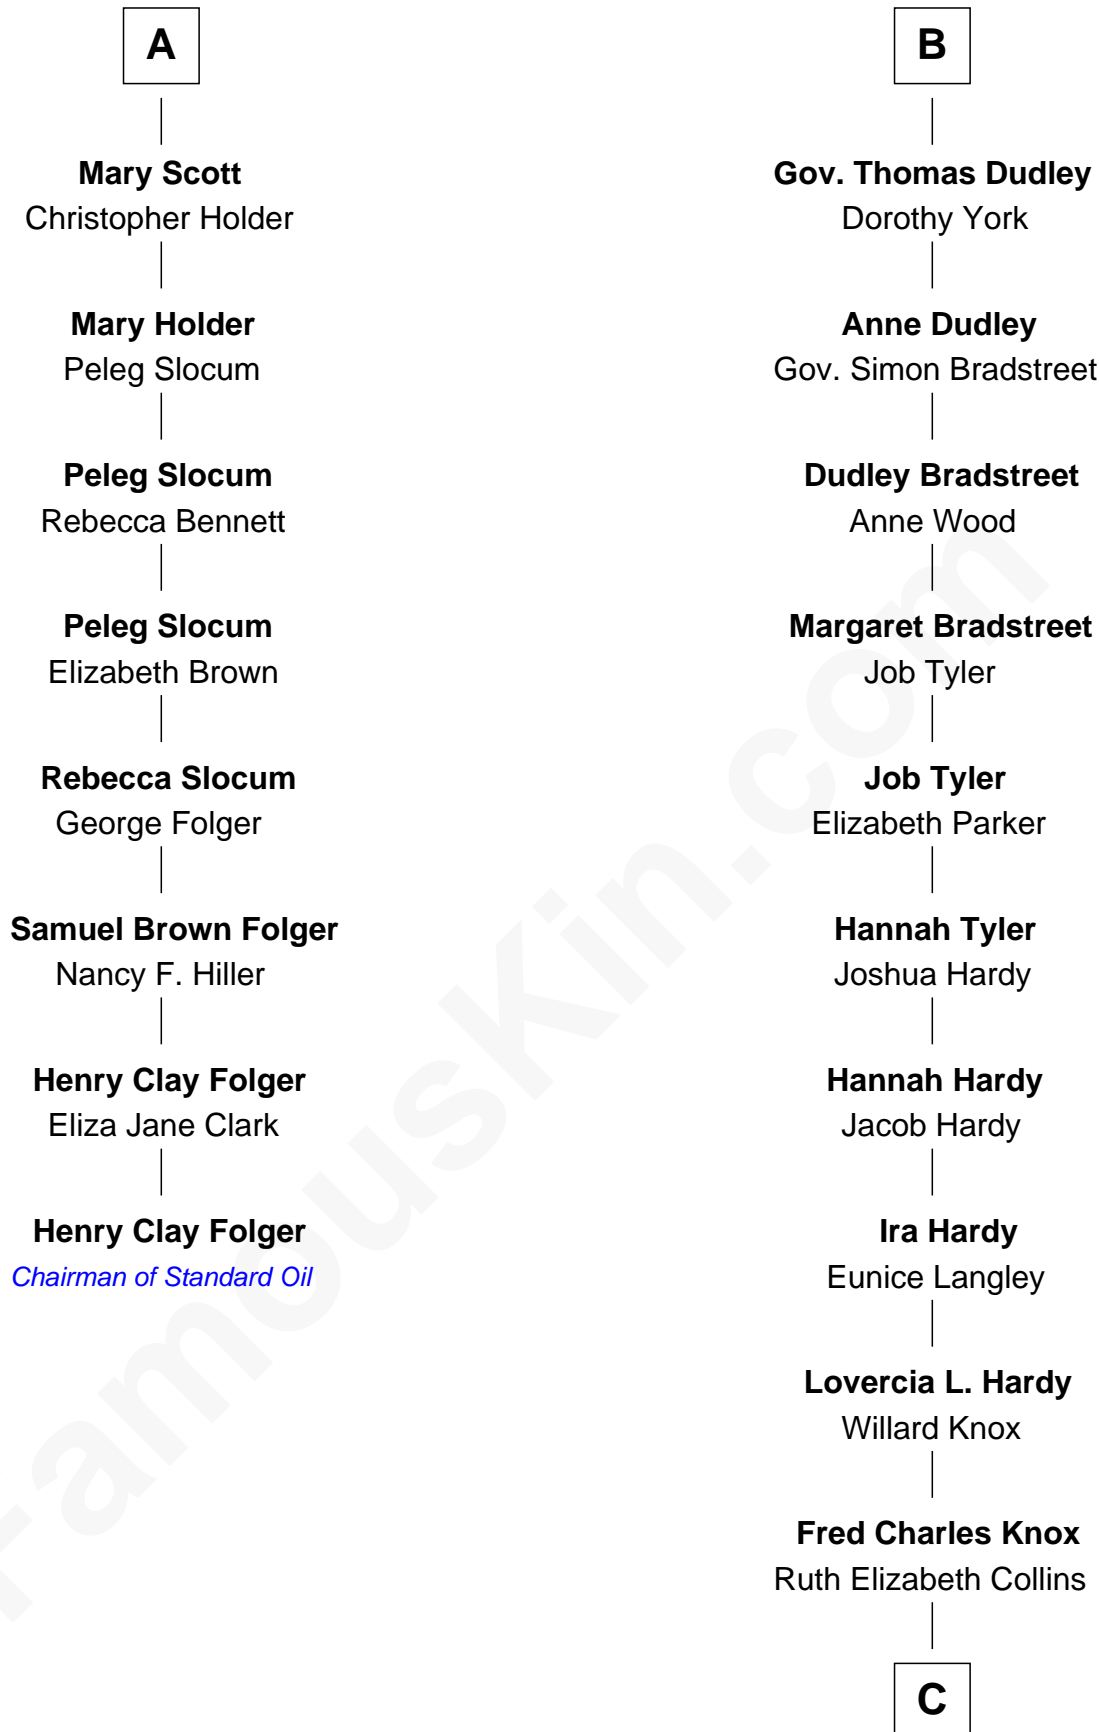 A
Mary Scott
Christopher Holder
Mary Holder
Peleg Slocum
Peleg Slocum
Rebecca Bennett
Peleg Slocum
Elizabeth Brown
Rebecca Slocum
George Folger
Samuel Brown Folger
Nancy F. Hiller
Henry Clay Folger
Eliza Jane Clark
Henry Clay Folger
Chairman of Standard Oil
B
Gov. Thomas Dudley
Dorothy York
Anne Dudley
Gov. Simon Bradstreet
Dudley Bradstreet
Anne Wood
Margaret Bradstreet
Job Tyler
Job Tyler
Elizabeth Parker
Hannah Tyler
Joshua Hardy
Hannah Hardy
Jacob Hardy
Ira Hardy
Eunice Langley
Lovercia L. Hardy
Willard Knox
Fred Charles Knox
Ruth Elizabeth Collins
C
FamousKin.com